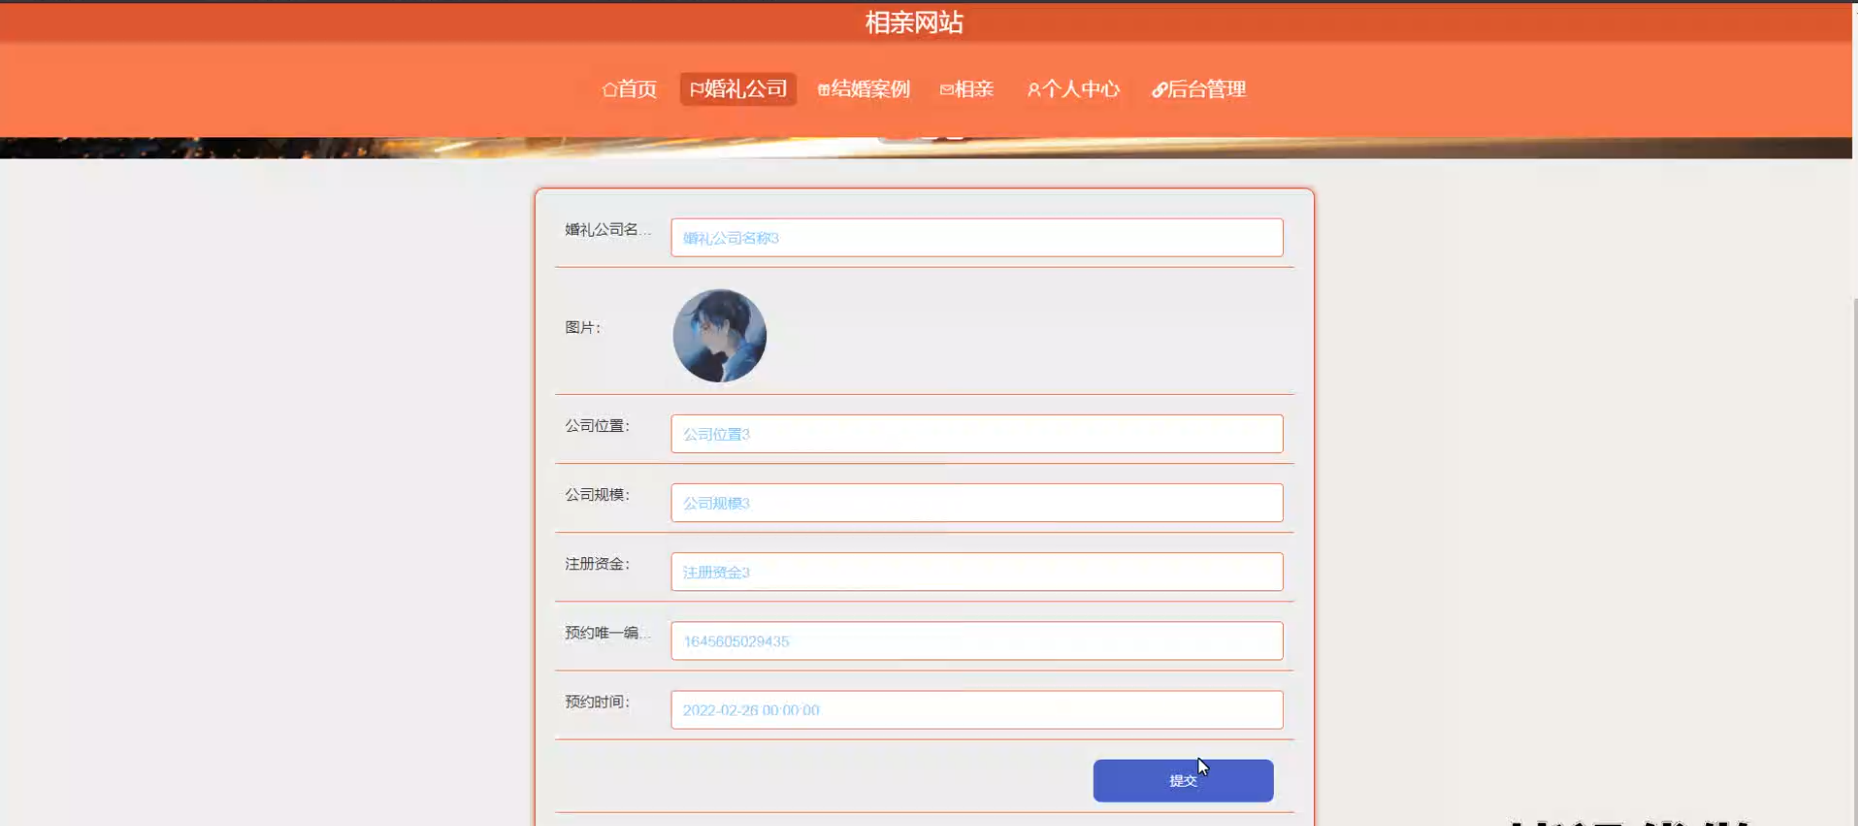 相亲网站
首页 婚礼公司 结婚案例 相亲 个人中心 后台管理
婚礼公司名... 婚礼公司名称3
图片：
公司位置： 公司位置3
公司规模： 公司规模3
注册资金： 注册资金3
预约唯一编... 1645605029435
预约时间： 2022-02-26 00:00:00
提交